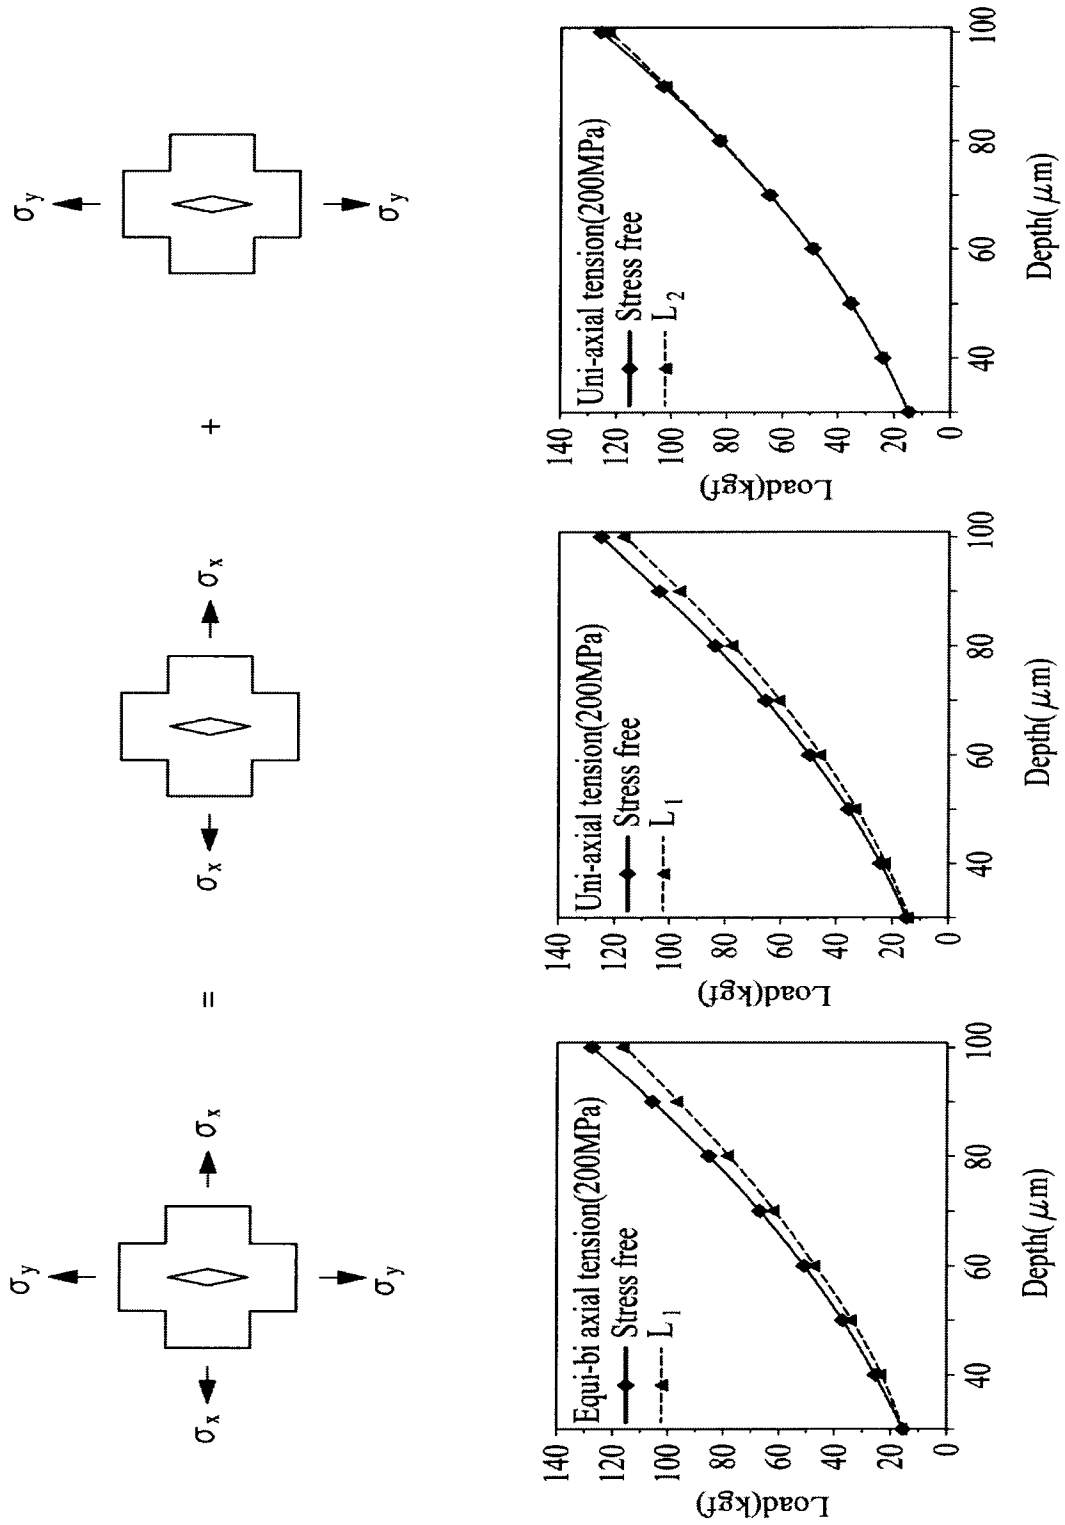 σy
σx
σx
σy
=
σx
σx
+
σy
σy
Equi-bi axial tension(200MPa)
Stress free
L1
Load(kgf)
140
120
100
80
60
40
20
0
40
60
80
100
Depth(μm)
Uni-axial tension(200MPa)
Stress free
L1
Load(kgf)
140
120
100
80
60
40
20
0
40
60
80
100
Depth(μm)
Uni-axial tension(200MPa)
Stress free
L2
Load(kgf)
140
120
100
80
60
40
20
0
40
60
80
100
Depth(μm)